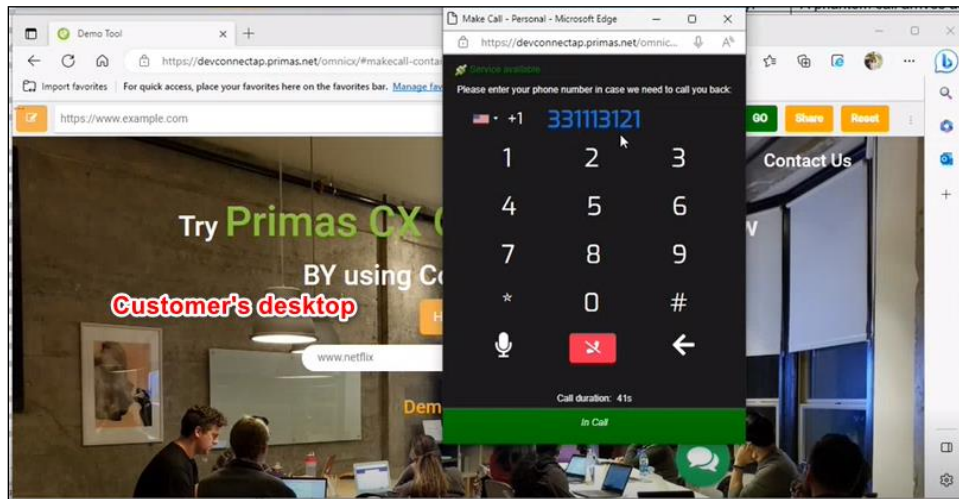 Make Call - Personal - Microsoft Edge
Demo Tool
https://devconnectap.primas.net/omnic...
https://devconnectap.primas.net/omnicx/#makecall-conta
Service available
Import favorites
For quick access, place your favorites here on the favorites bar. Manage fav
Please enter your phone number in case we need to call you back:
https://www.example.com
+1 331113121
GO
Share
Reset
1 2 3
Contact Us
4 5 6
Try Primas CX
7 8 9
BY using
* 0 #
Customer's desktop
www.netflix
Call duration: 41s
Dem
In Call